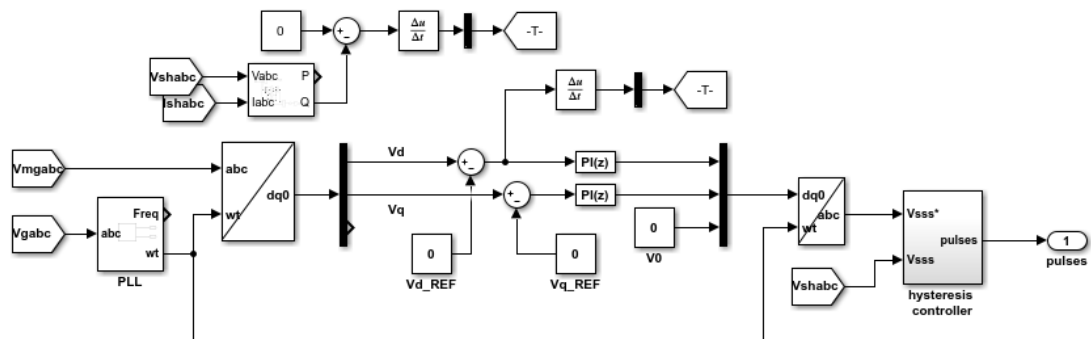 0
+
−
Δu
Δt
-T-
Vshabc
Ishabc
Vabc
P
Iabc
Q
Δu
Δt
-T-
Vmgabc
abc
dq0
wt
Vd
+
−
PI(z)
Vq
+
−
PI(z)
Vgabc
Freq
abc
wt
PLL
0
Vd_REF
0
Vq_REF
0
V0
dq0
abc
wt
Vsss*
pulses
Vsss
hysteresis
controller
1
pulses
Vshabc